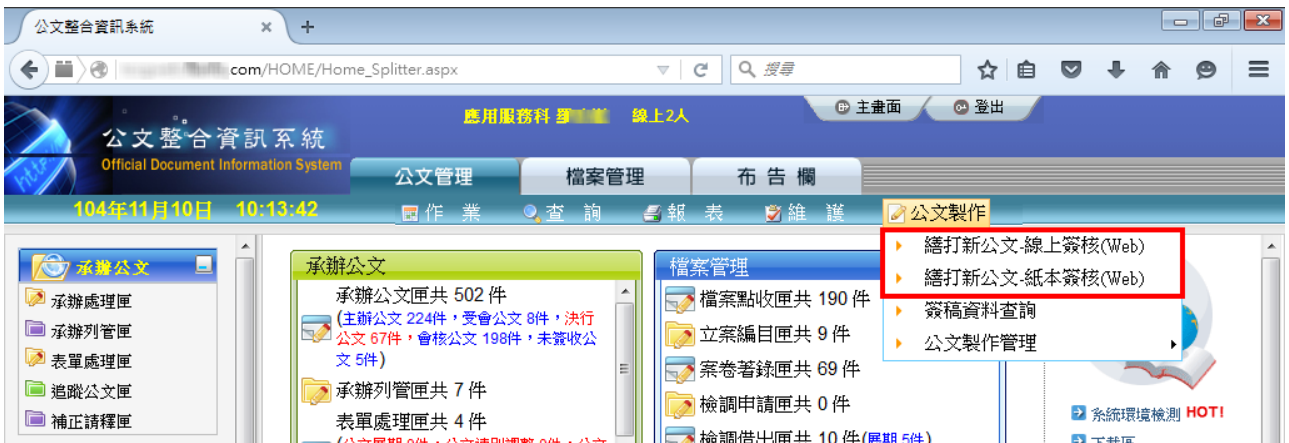 公文整合資訊系統
com/HOME/Home_Splitter.aspx
搜尋
公文整合資訊系統
Official Document Information System
http
應用服務科
線上2人
主畫面
登出
公文管理
檔案管理
布告欄
104年11月10日 10:13:42
作 業
查 詢
報 表
維 護
公文製作
繕打新公文-線上簽核(Web)
繕打新公文-紙本簽核(Web)
簽稿資料查詢
公文製作管理
承辦公文
承辦處理匣
承辦列管匣
表單處理匣
追蹤公文匣
補正請釋匣
承辦公文
承辦公文匣共 502 件
(主辦公文 224件，受會公文 8件，決行
公文 67件，會核公文 198件，未簽收公
文 5件)
承辦列管匣共 7 件
表單處理匣共 4 件
檔案管理
檔案點收匣共 190 件
立案編目匣共 9 件
案卷著錄匣共 69 件
檢調申請匣共 0 件
檢調借出匣共 10 件(展期 5件)
系統環境檢測 HOT!
下載區